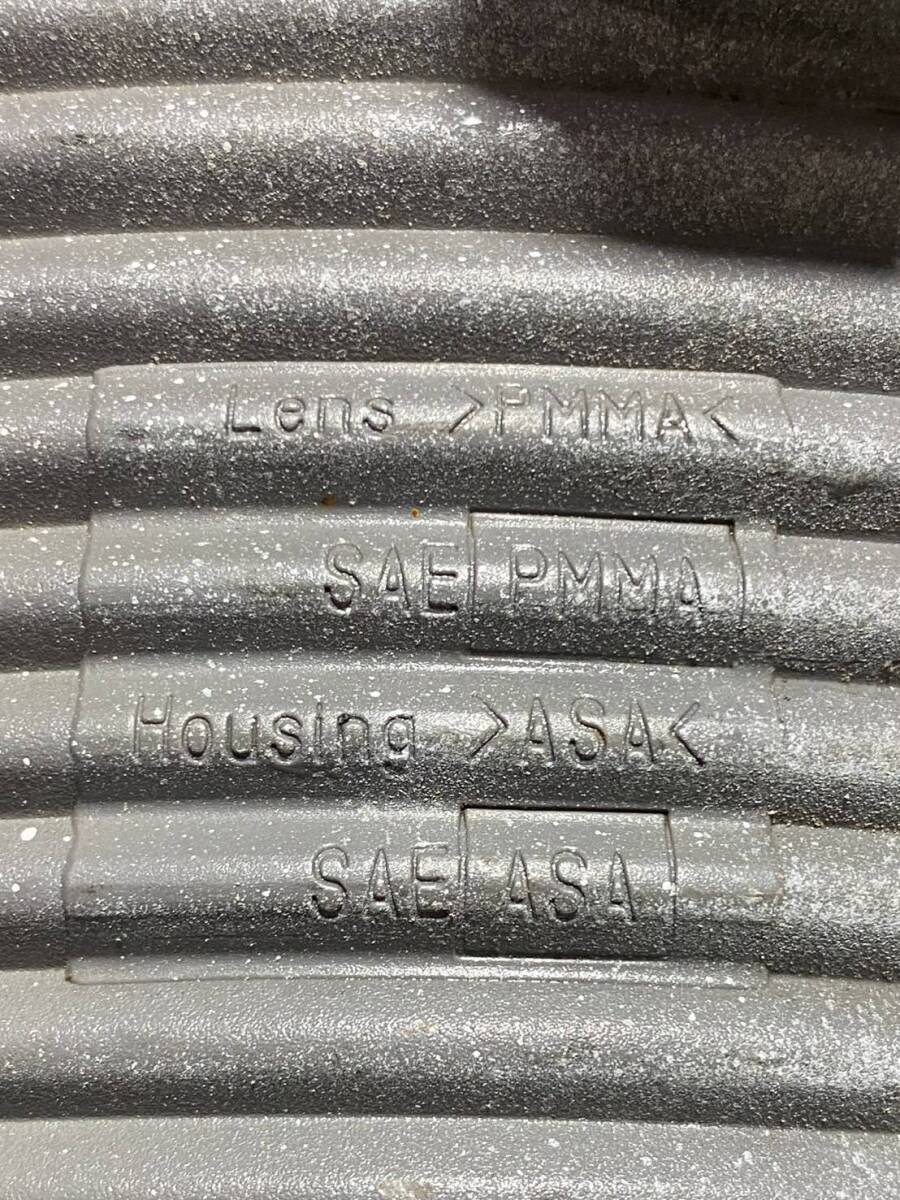 Lens >PMMA<
SAE PMMA
Housing >ASA<
SAE ASA